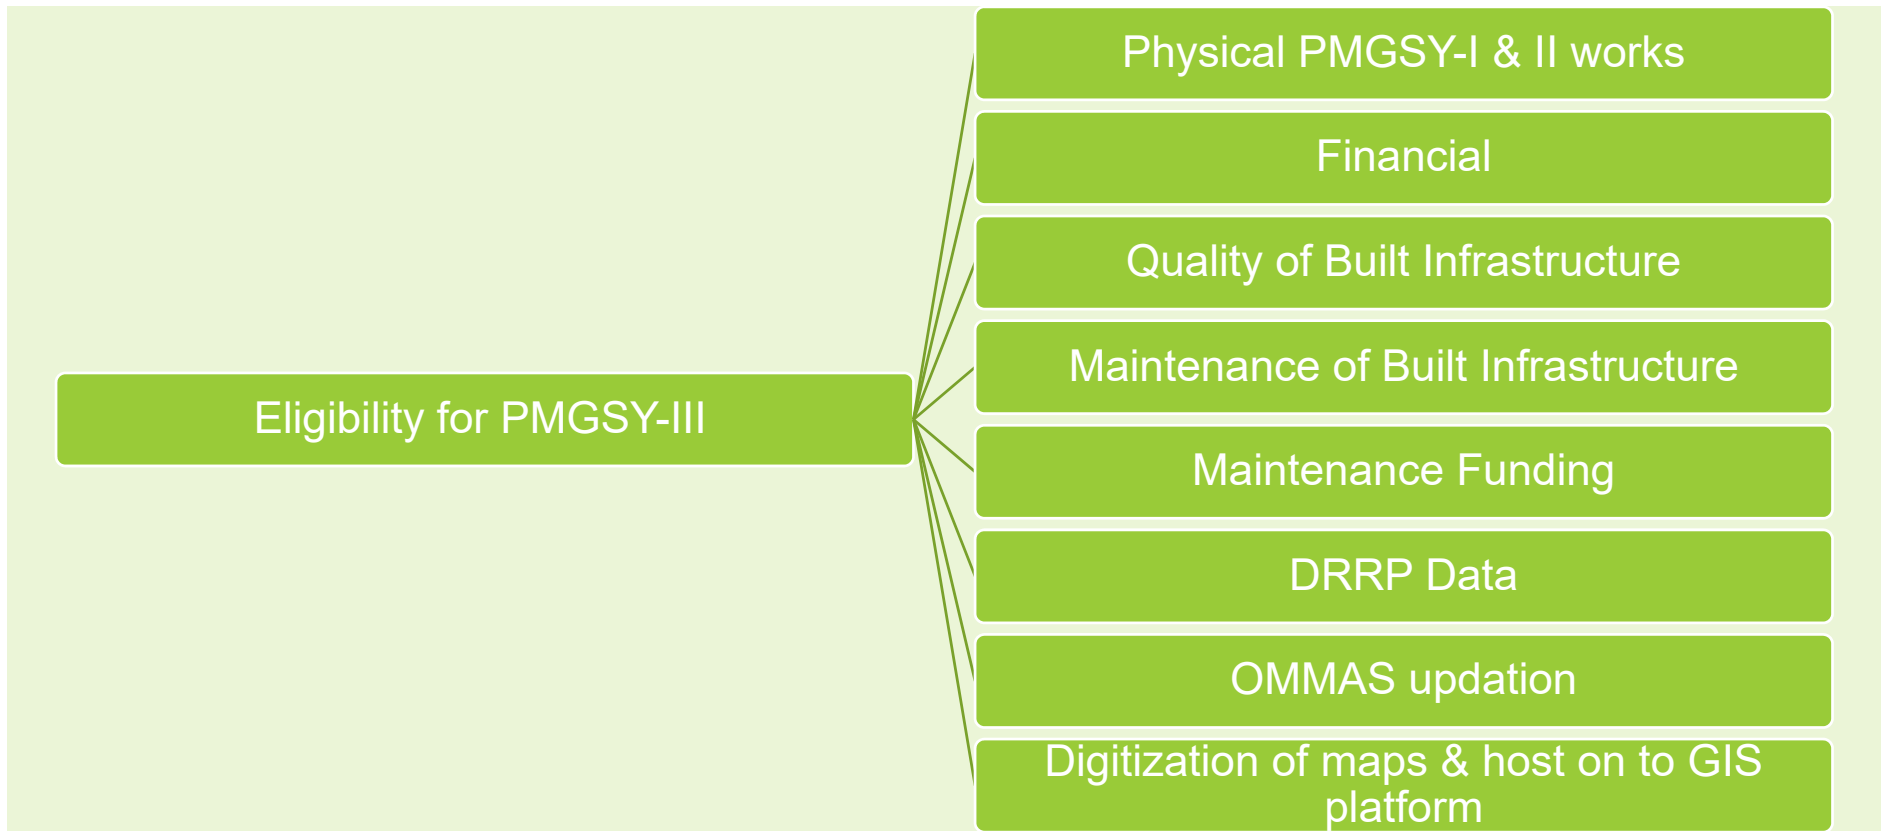 Eligibility for PMGSY-III
Physical PMGSY-I & II works
Financial
Quality of Built Infrastructure
Maintenance of Built Infrastructure
Maintenance Funding
DRRP Data
OMMAS updation
Digitization of maps & host on to GIS
platform